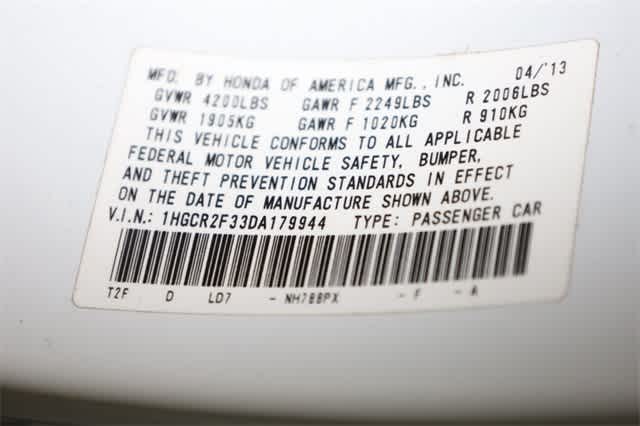 MFD. BY HONDA OF AMERICA MFG., INC. 04/'13
GVWR 4200LBS GAWR F 2249LBS R 2006LBS
GVWR 1905KG GAWR F 1020KG R 910KG
THIS VEHICLE CONFORMS TO ALL APPLICABLE
FEDERAL MOTOR VEHICLE SAFETY, BUMPER,
AND THEFT PREVENTION STANDARDS IN EFFECT
ON THE DATE OF MANUFACTURE SHOWN ABOVE.
V.I.N.: 1HGCR2F33DA179944 TYPE: PASSENGER CAR
T2F D LD7 - NH788PX - F - A